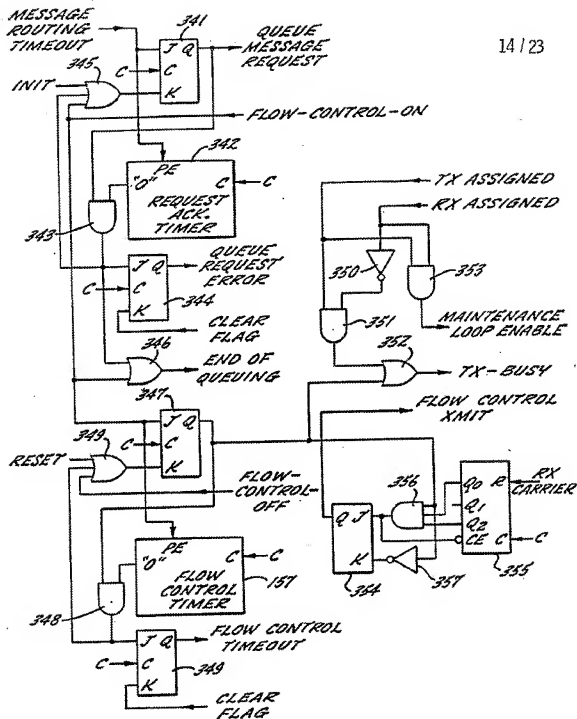 MESSAGE
ROUTING
TIMEOUT
341
J Q
C
C
K
QUEUE
MESSAGE
REQUEST
14/23
345
INIT
FLOW-CONTROL-ON
342
PE
"0"
C
C
REQUEST
ACK.
TIMER
343
TX ASSIGNED
RX ASSIGNED
350
353
351
MAINTENANCE
LOOP ENABLE
J Q
C
C
K
344
QUEUE
REQUEST
ERROR
CLEAR
FLAG
346
END OF
QUEUING
352
TX-BUSY
FLOW CONTROL
XMIT
347
J Q
C
C
K
349
RESET
FLOW-
CONTROL-
OFF
356
Q0
Q1
Q2
R
RX
CARRIER
CE
C
C
355
Q J
K
354
357
PE
"0"
C
C
FLOW
CONTROL
TIMER
157
348
J Q
C
C
K
349
FLOW CONTROL
TIMEOUT
CLEAR
FLAG